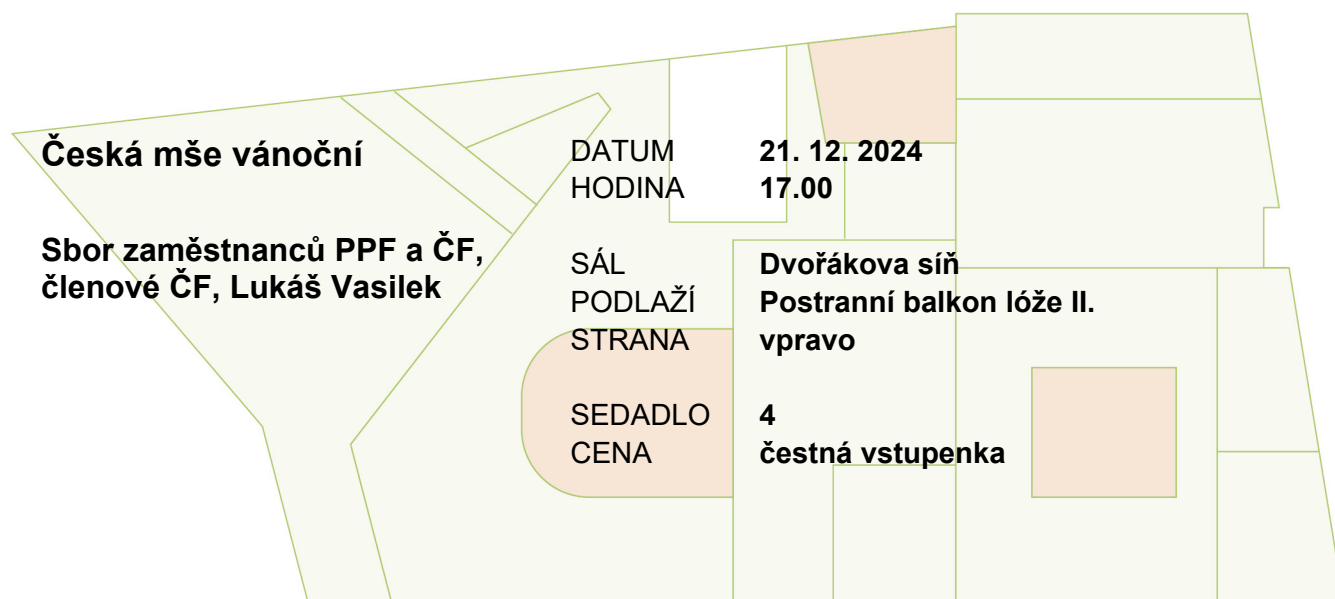 Česká mše vánoční
Sbor zaměstnanců PPF a ČF,
členové ČF, Lukáš Vasilek
DATUM 21. 12. 2024
HODINA 17.00
SÁL Dvořákova síň
PODLAŽÍ Postranní balkon lóže II.
STRANA vpravo
SEDADLO 4
CENA čestná vstupenka